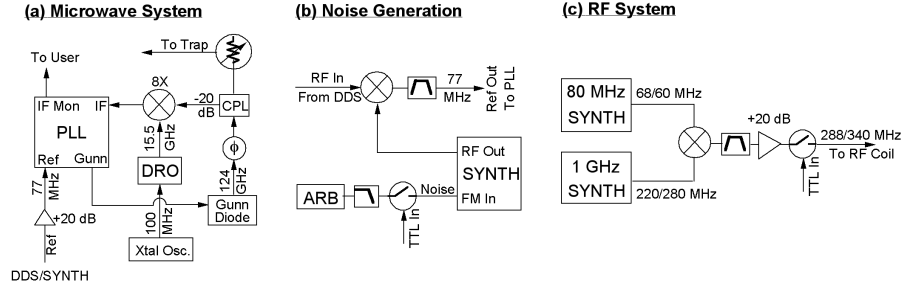 (a) Microwave System
To Trap
To User
8X
-20
dB
CPL
IF Mon
IF
PLL
Ref
Gunn
15.5
GHz
ϕ
DRO
124
GHz
77
MHz
+20 dB
Ref
100
MHz
Gunn
Diode
Xtal Osc.
DDS/SYNTH
(b) Noise Generation
RF In
From DDS
77
MHz
Ref Out
To PLL
RF Out
SYNTH
FM In
ARB
Noise
TTL In
(c) RF System
80 MHz
SYNTH
68/60 MHz
+20 dB
288/340 MHz
To RF Coil
TTL In
1 GHz
SYNTH
220/280 MHz